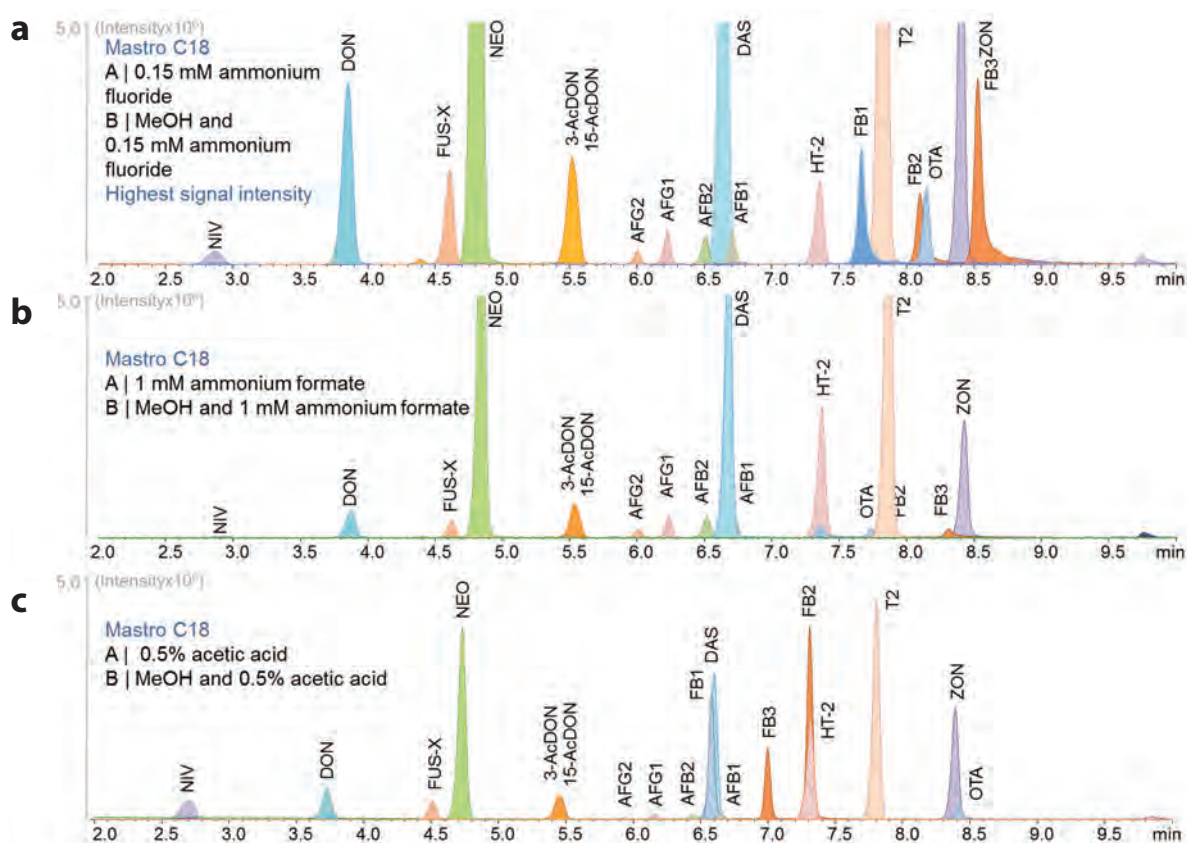 a
5.0 (Intensityx10⁶)
Mastro C18
A | 0.15 mM ammonium
fluoride
B | MeOH and
0.15 mM ammonium
fluoride
Highest signal intensity
NIV
DON
FUS-X
NEO
3-AcDON
15-AcDON
AFG2
AFG1
AFB2
DAS
AFB1
HT-2
FB1
T2
FB2
OTA
FB3
ZON
2.0 2.5 3.0 3.5 4.0 4.5 5.0 5.5 6.0 6.5 7.0 7.5 8.0 8.5 9.0 9.5 min
b
5.0 (Intensityx10⁶)
Mastro C18
A | 1 mM ammonium formate
B | MeOH and 1 mM ammonium formate
NIV
DON
FUS-X
NEO
3-AcDON
15-AcDON
AFG2
AFG1
AFB2
DAS
AFB1
HT-2
OTA
T2
FB2
FB3
ZON
2.0 2.5 3.0 3.5 4.0 4.5 5.0 5.5 6.0 6.5 7.0 7.5 8.0 8.5 9.0 9.5 min
c
5.0 (Intensityx10⁶)
Mastro C18
A | 0.5% acetic acid
B | MeOH and 0.5% acetic acid
NIV
DON
FUS-X
NEO
3-AcDON
15-AcDON
AFG2
AFG1
AFB2
FB1
DAS
AFB1
FB3
FB2
HT-2
T2
ZON
OTA
2.0 2.5 3.0 3.5 4.0 4.5 5.0 5.5 6.0 6.5 7.0 7.5 8.0 8.5 9.0 9.5 min